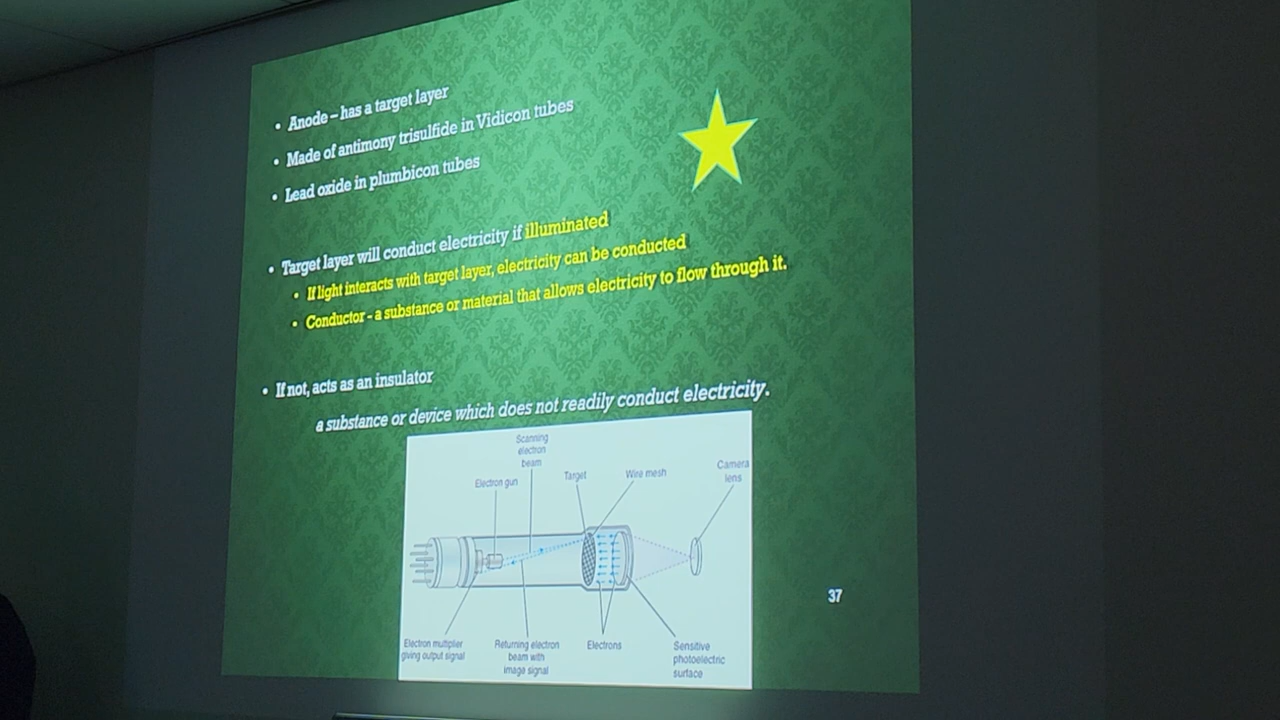 • Anode – has a target layer
• Made of antimony trisulfide in Vidicon tubes
• Lead oxide in plumbicon tubes
• Target layer will conduct electricity if illuminated
• If light interacts with target layer, electricity can be conducted
• Conductor - a substance or material that allows electricity to flow through it.
• If not, acts as an insulator
a substance or device which does not readily conduct electricity.
Scanning
electron
beam
Electron gun
Target
Wire mesh
Camera
lens
Electron multiplier
giving output signal
Returning electron
beam with
image signal
Electrons
Sensitive
photoelectric
surface
37